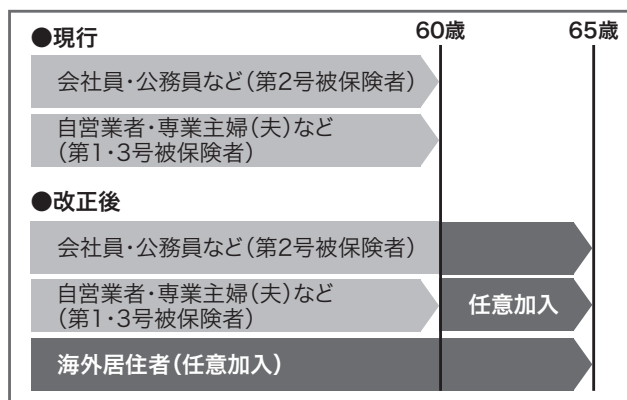 60歳 65歳
●現行
会社員・公務員など（第2号被保険者）
自営業者・専業主婦（夫）など
（第1・3号被保険者）
●改正後
会社員・公務員など（第2号被保険者）
自営業者・専業主婦（夫）など
（第1・3号被保険者）
任意加入
海外居住者（任意加入）